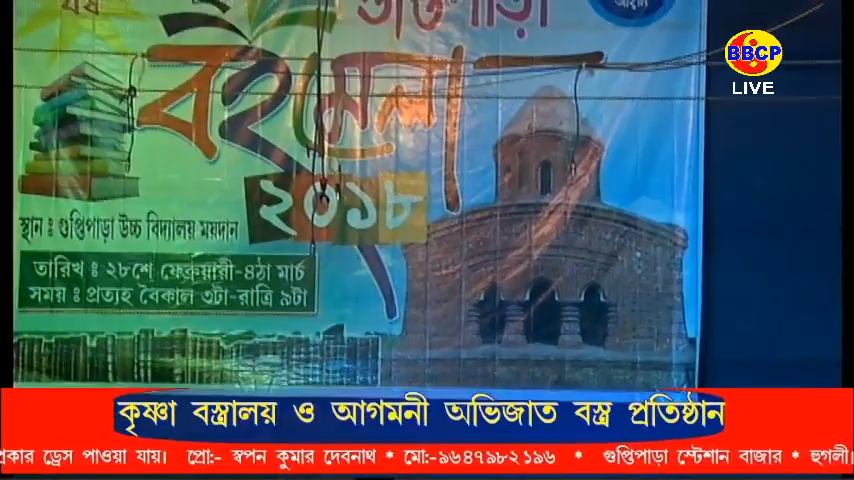 বর্ষ
গুপ্তিপাড়া
BBCP
LIVE
বইমেলা
২০১৮
স্থান : গুপ্তিপাড়া উচ্চ বিদ্যালয় ময়দান
তারিখ : ২৮শে ফেব্রুয়ারী-৪ঠা মার্চ
সময় : প্রত্যহ বৈকাল ৩টা-রাত্রি ৯টা
কৃষ্ণা বস্ত্রালয় ও আগমনী অভিজাত বস্ত্র প্রতিষ্ঠান
প্রকার ড্রেস পাওয়া যায়। প্রো:- স্বপন কুমার দেবনাথ * মো:-৯৬৪৭৯৮২১৯৬ * গুপ্তিপাড়া স্টেশান বাজার * হুগলী।